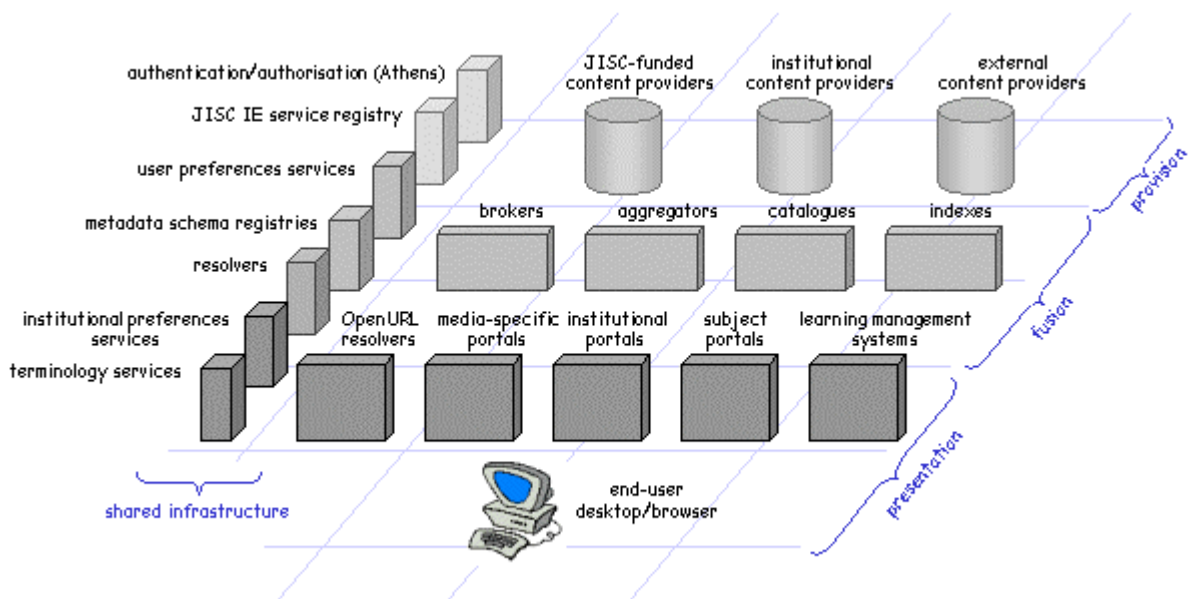 authentication/authorisation (Athens)
JISC-funded
content providers
institutional
content providers
external
content providers
JISC IE service registry
user preferences services
provision
metadata schema registries
brokers
aggregators
catalogues
indexes
resolvers
fusion
institutional preferences
services
OpenURL
resolvers
media-specific
portals
institutional
portals
subject
portals
learning management
systems
terminology services
presentation
shared infrastructure
end-user
desktop/browser